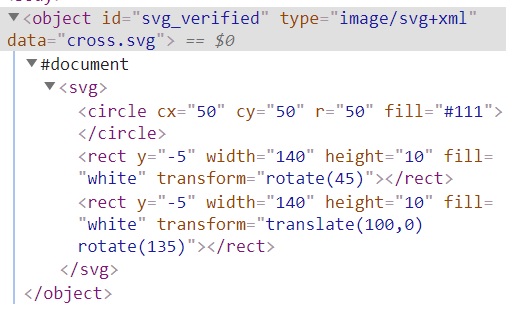 ▼<object id="svg_verified" type="image/svg+xml"
data="cross.svg"> == $0
▼#document
▼<svg>
<circle cx="50" cy="50" r="50" fill="#111">
</circle>
<rect y="-5" width="140" height="10" fill=
"white" transform="rotate(45)"></rect>
<rect y="-5" width="140" height="10" fill=
"white" transform="translate(100,0)
rotate(135)"></rect>
</svg>
</object>